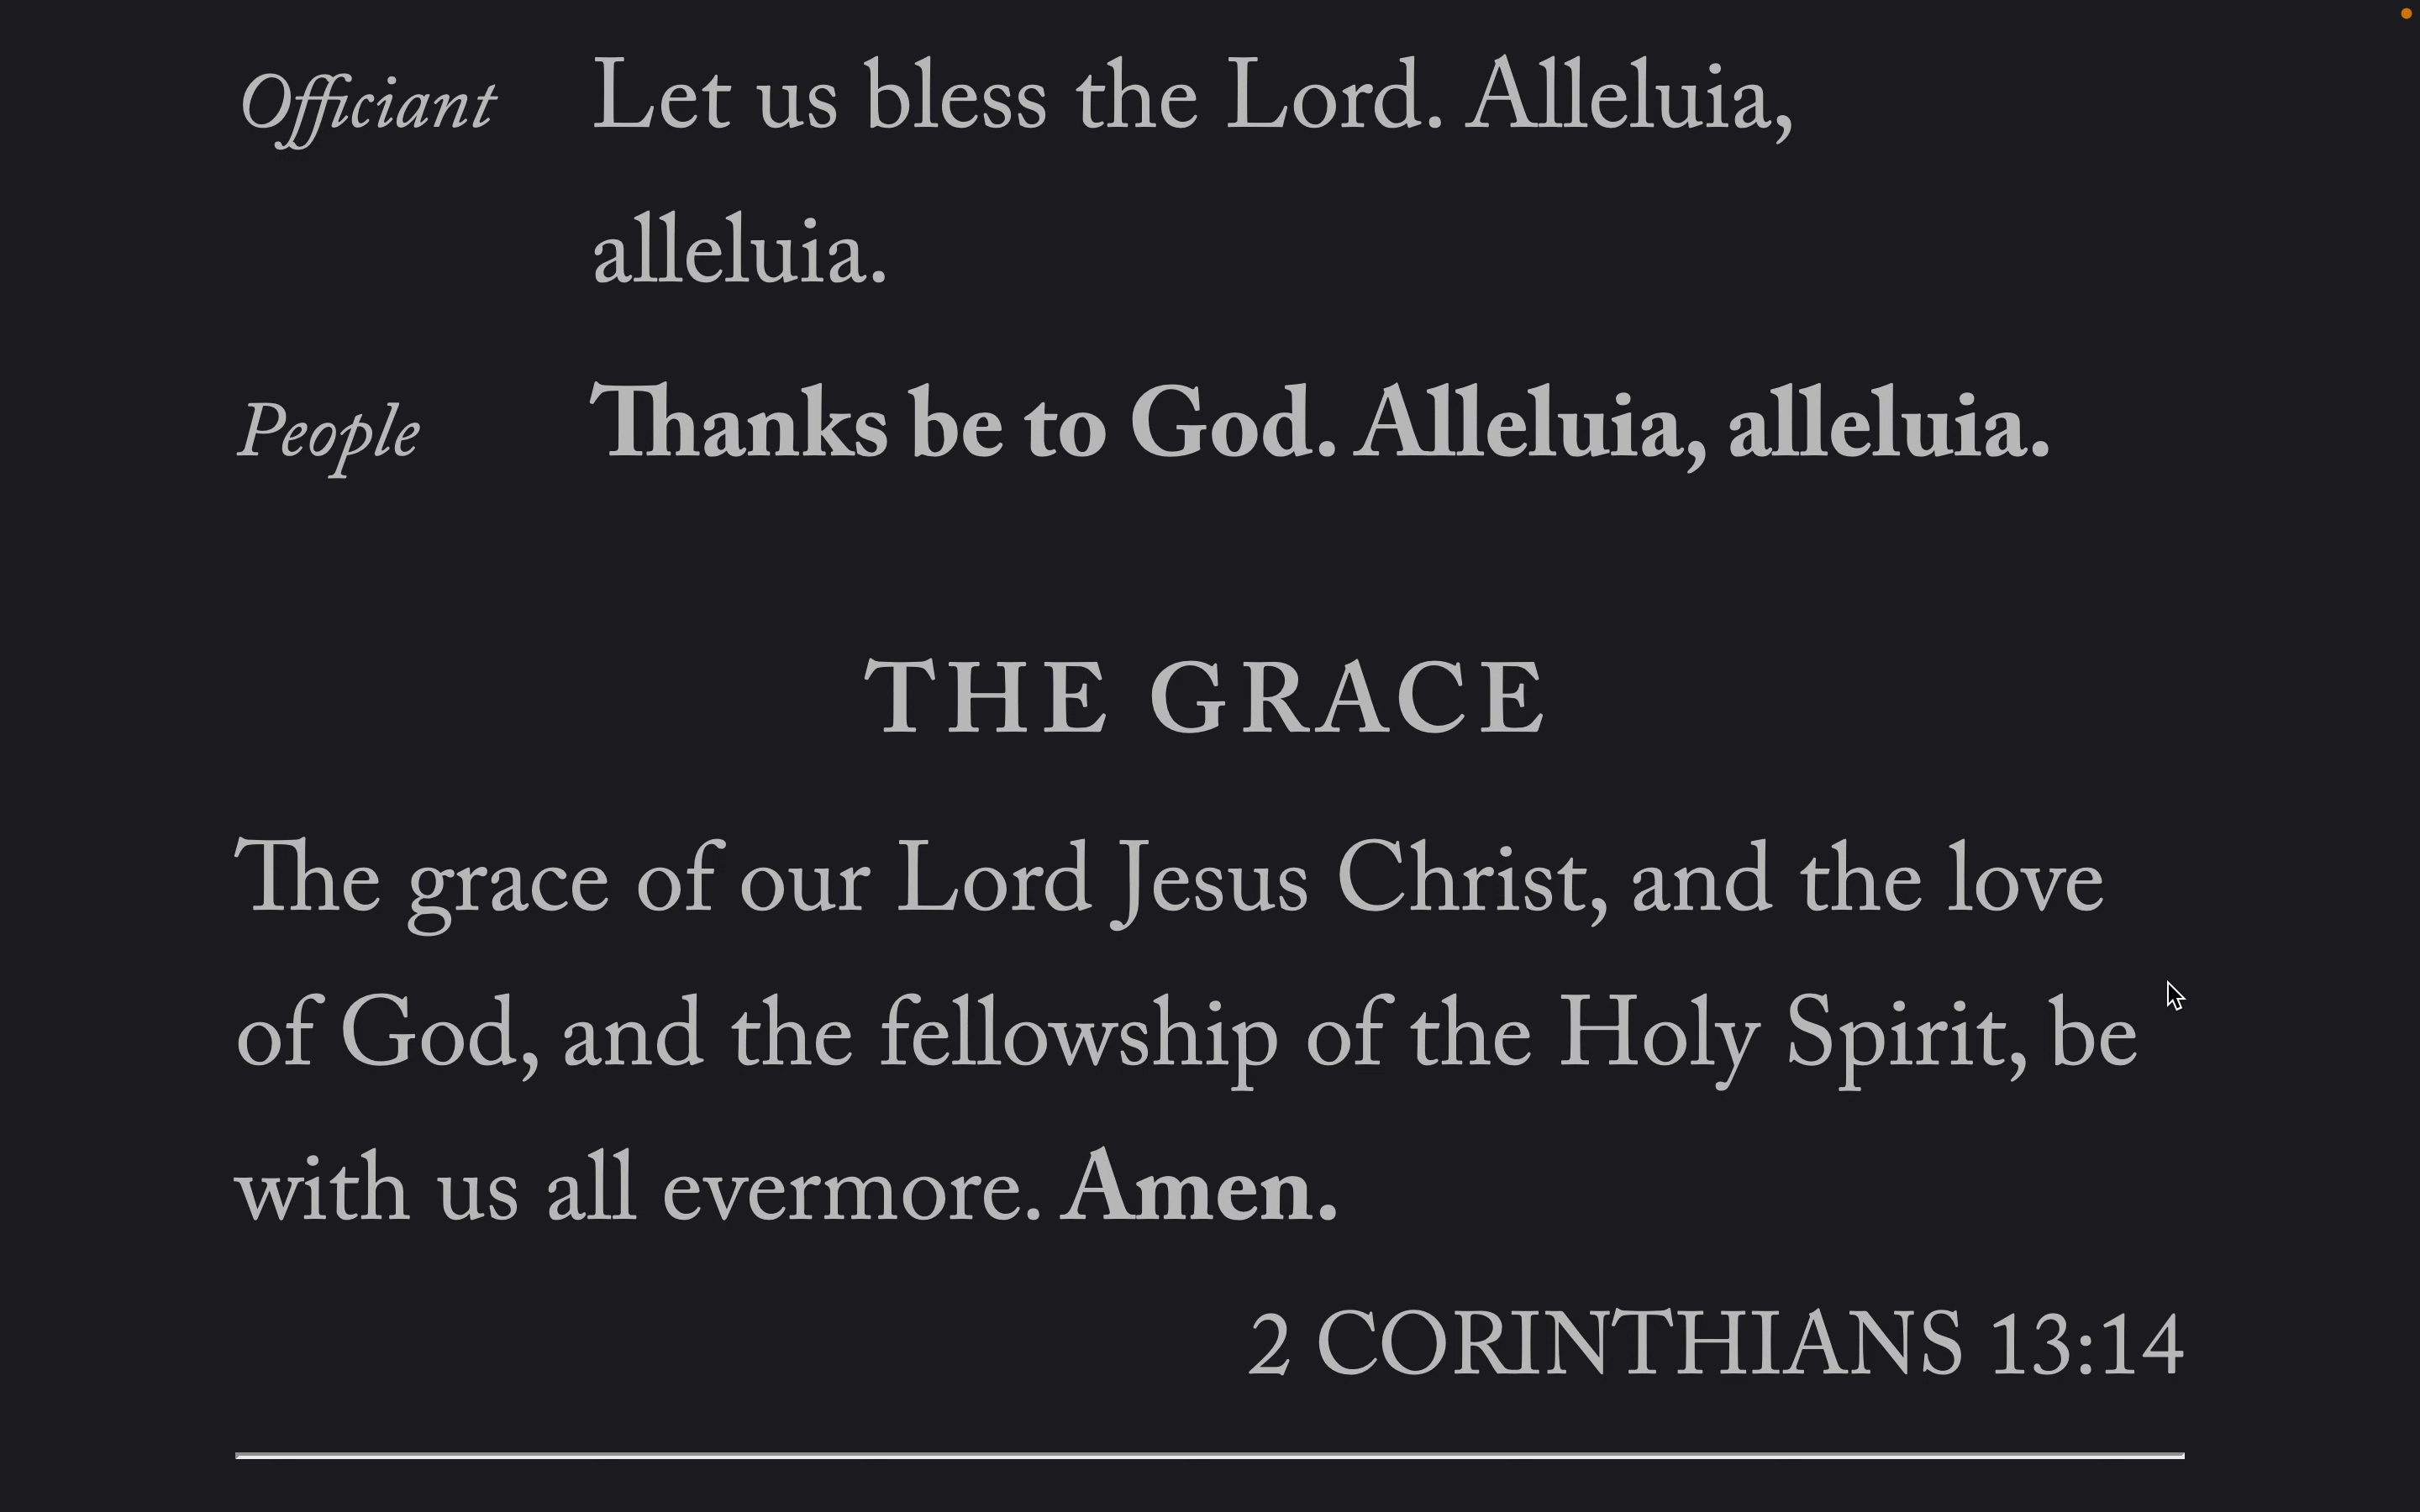 Officiant Let us bless the Lord. Alleluia,
alleluia.
People Thanks be to God. Alleluia, alleluia.
THE GRACE
The grace of our Lord Jesus Christ, and the love
of God, and the fellowship of the Holy Spirit, be
with us all evermore. Amen.
2 CORINTHIANS 13:14